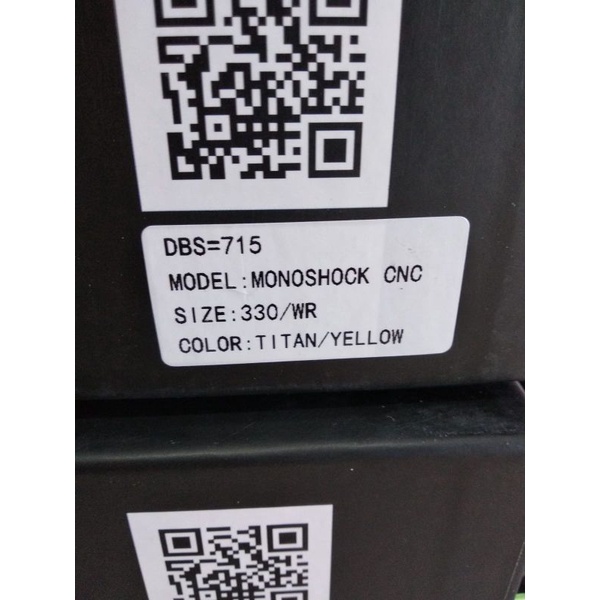 DBS=715
MODEL:MONOSHOCK CNC
SIZE:330/WR
COLOR:TITAN/YELLOW